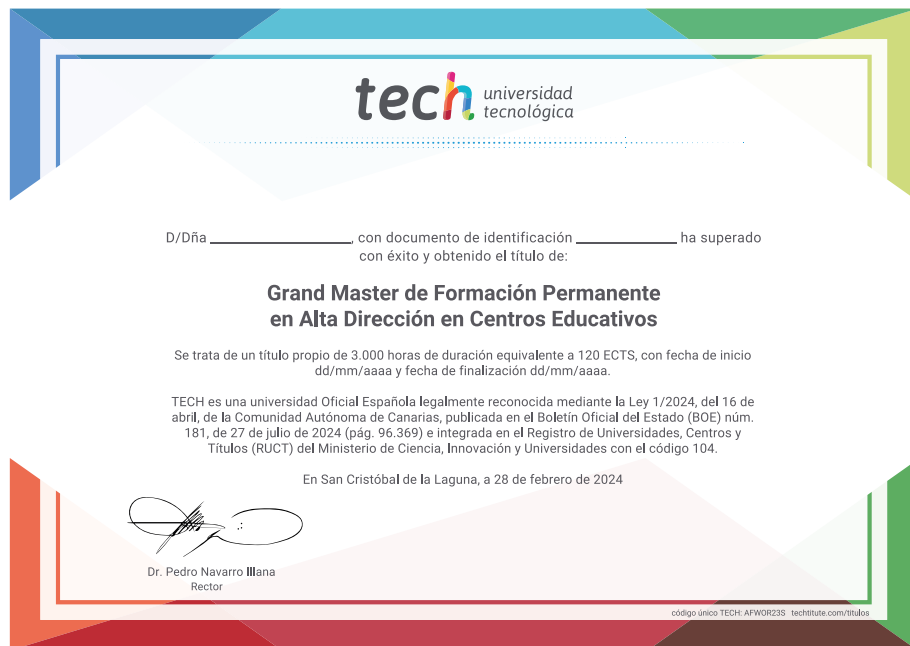 tech universidad
tecnológica
D/Dña ______________, con documento de identificación __________ ha superado
con éxito y obtenido el título de:
Grand Master de Formación Permanente
en Alta Dirección en Centros Educativos
Se trata de un título propio de 3.000 horas de duración equivalente a 120 ECTS, con fecha de inicio
dd/mm/aaaa y fecha de finalización dd/mm/aaaa.
TECH es una universidad Oficial Española legalmente reconocida mediante la Ley 1/2024, del 16 de
abril, de la Comunidad Autónoma de Canarias, publicada en el Boletín Oficial del Estado (BOE) núm.
181, de 27 de julio de 2024 (pág. 96.369) e integrada en el Registro de Universidades, Centros y
Títulos (RUCT) del Ministerio de Ciencia, Innovación y Universidades con el código 104.
En San Cristóbal de la Laguna, a 28 de febrero de 2024
Dr. Pedro Navarro Illana
Rector
código único TECH: AFWOR23S techtitute.com/titulos